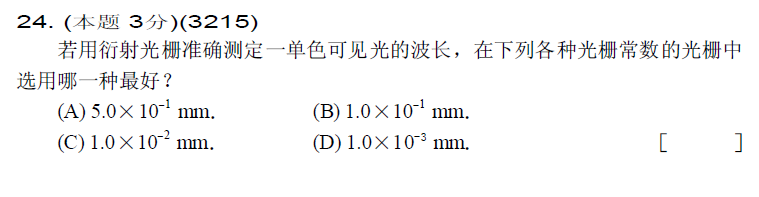 24. (本题 3分)(3215)
若用衍射光栅准确测定一单色可见光的波长，在下列各种光栅常数的光栅中
选用哪一种最好？
(A) 5.0×10⁻¹ mm. (B) 1.0×10⁻¹ mm.
(C) 1.0×10⁻² mm. (D) 1.0×10⁻³ mm. [ ]